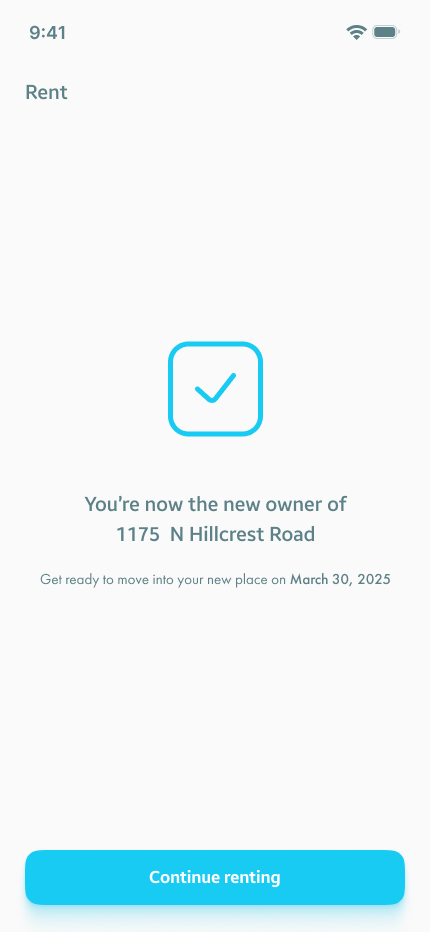 9:41
Rent
You're now the new owner of
1175 N Hillcrest Road
Get ready to move into your new place on March 30, 2025
Continue renting